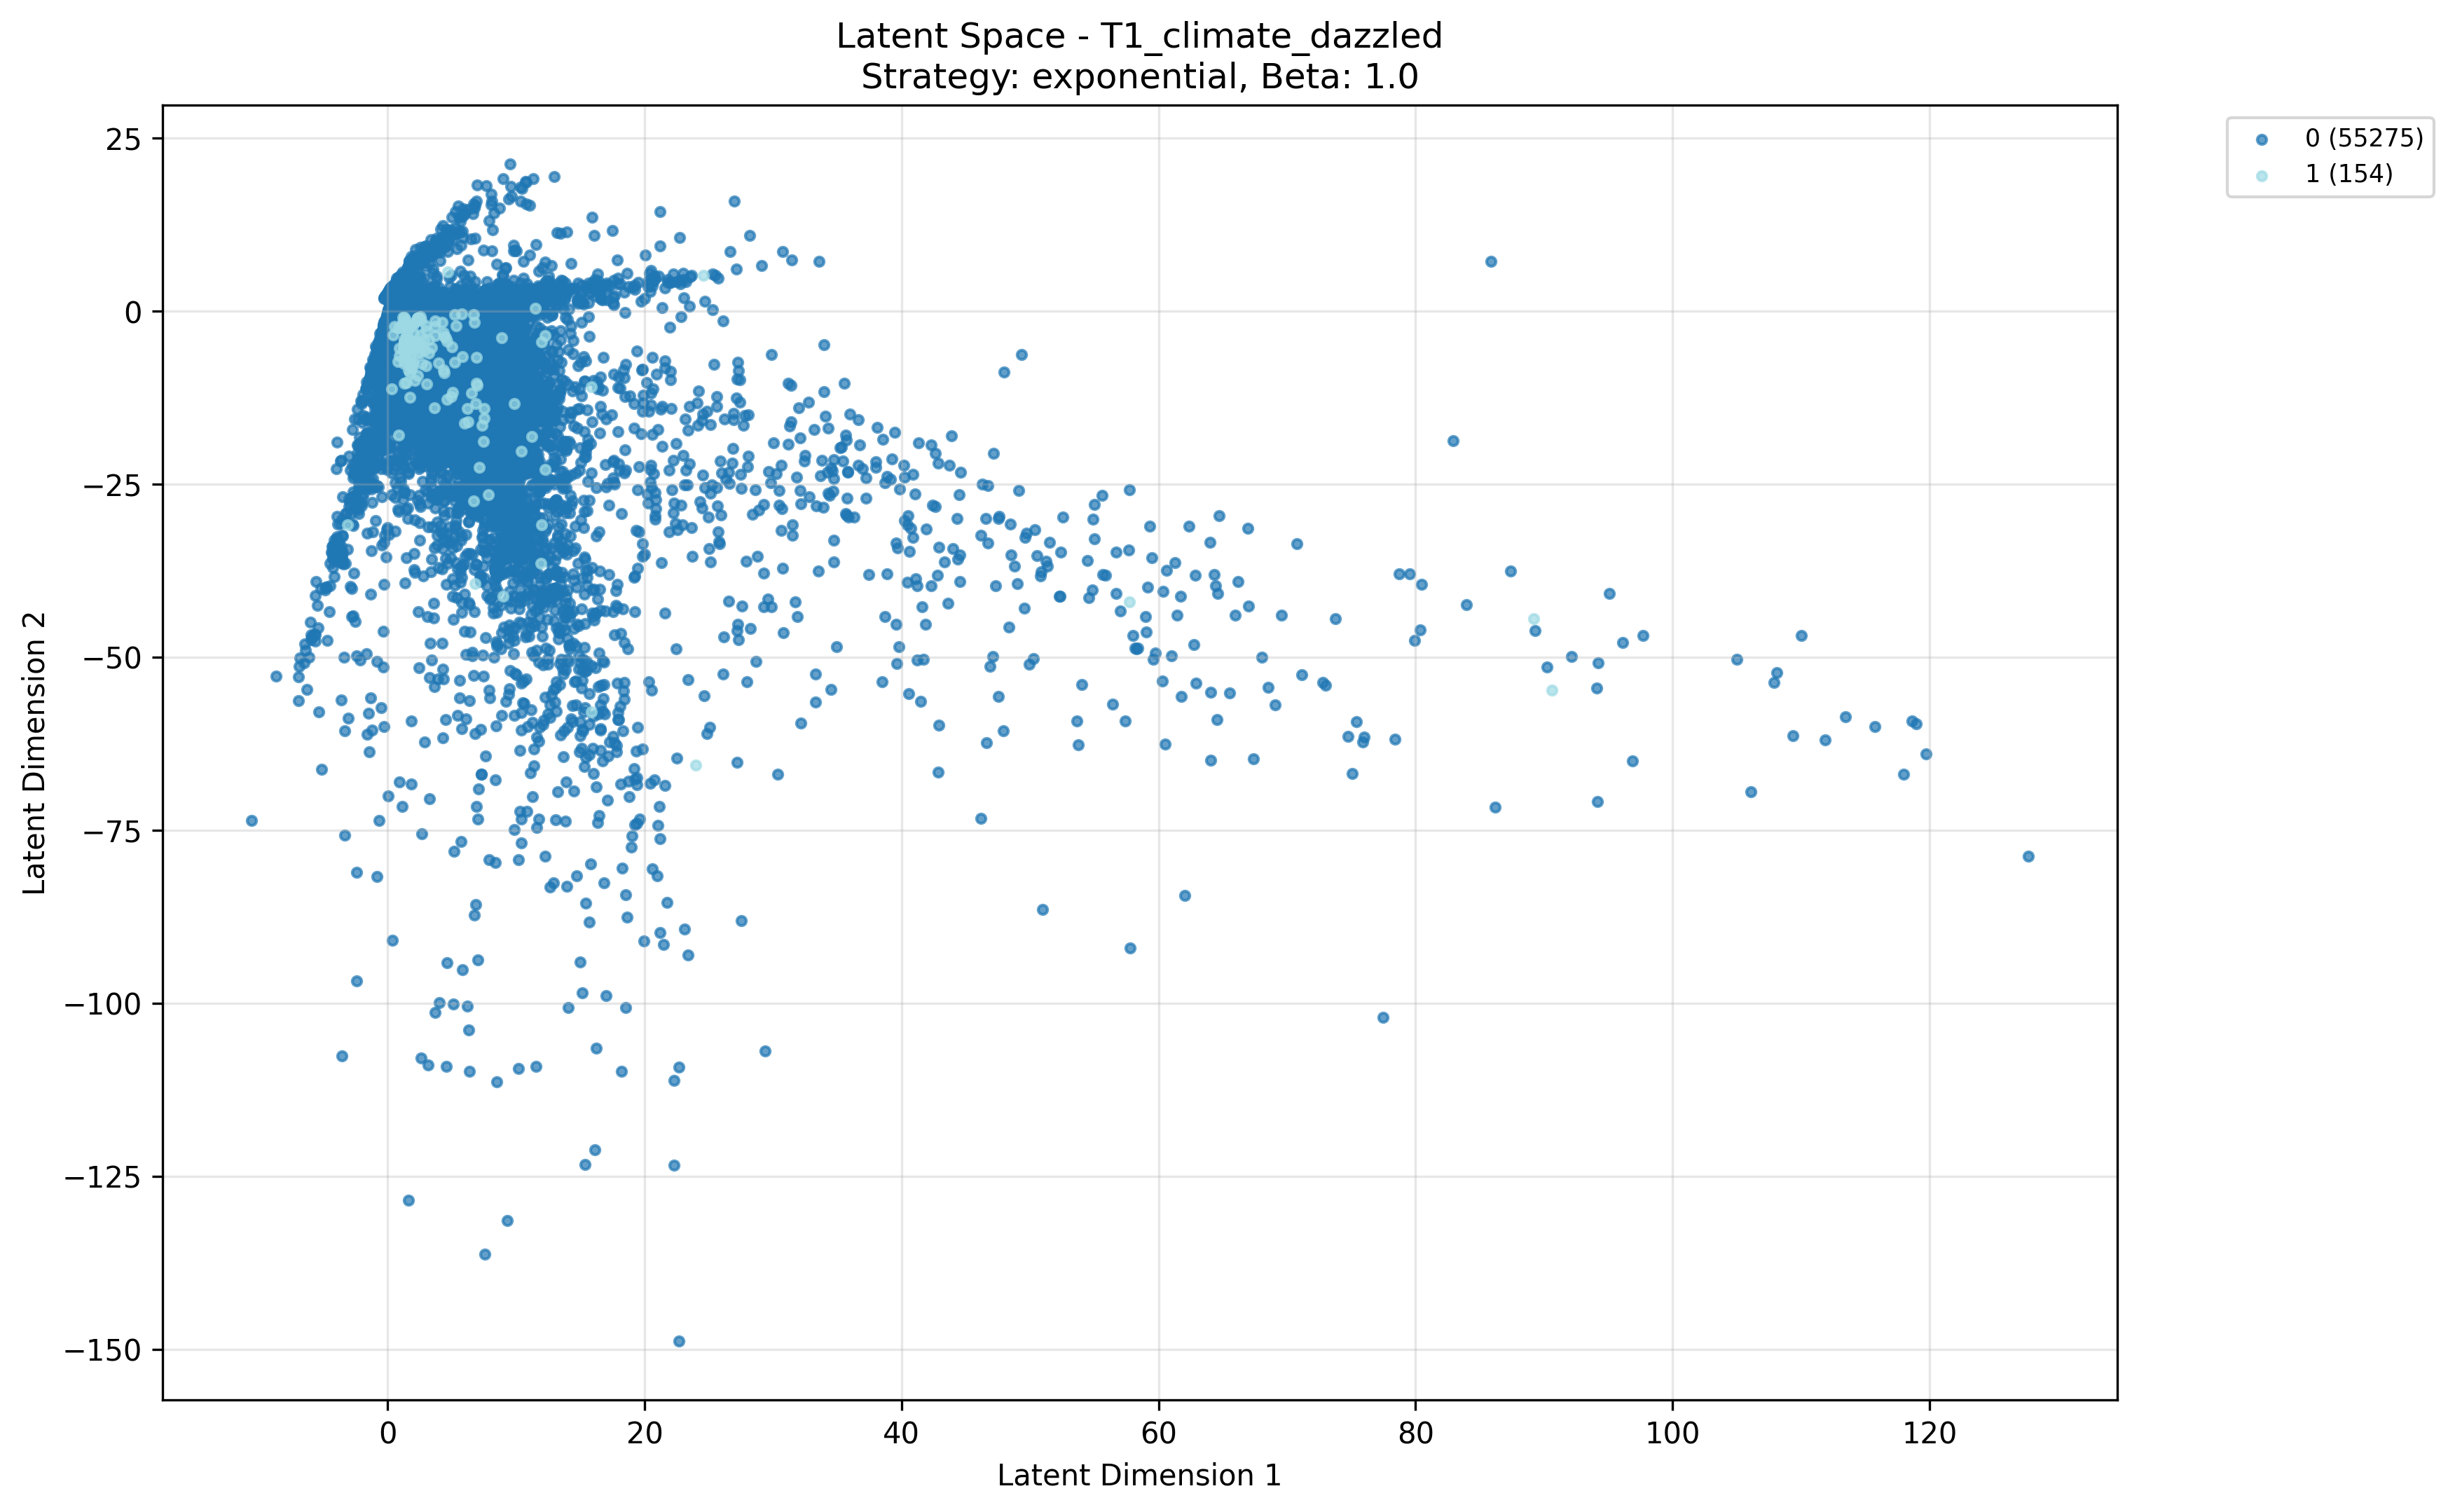 Latent Space - T1_climate_dazzled
Strategy: exponential, Beta: 1.0
0 (55275)
1 (154)
25
0
−25
−50
−75
−100
−125
−150
Latent Dimension 2
0 20 40 60 80 100 120
Latent Dimension 1